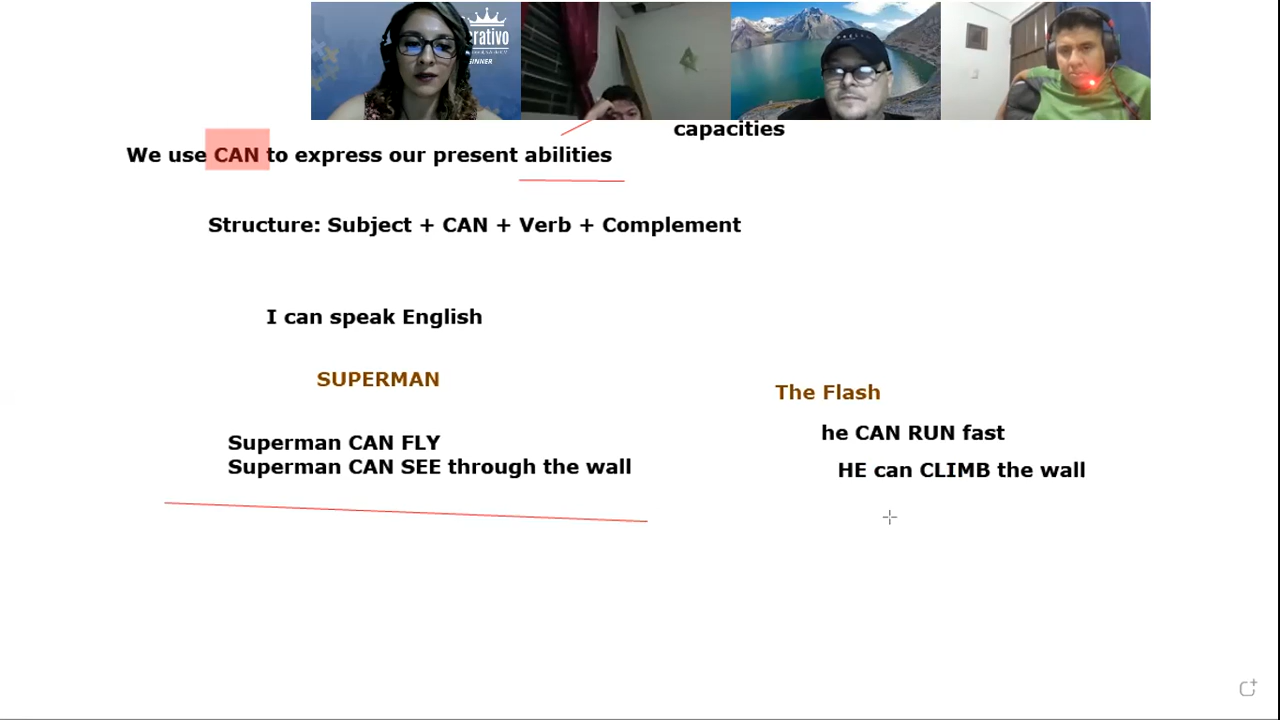 capacities
We use CAN to express our present abilities
Structure: Subject + CAN + Verb + Complement
I can speak English
SUPERMAN
The Flash
Superman CAN FLY
he CAN RUN fast
Superman CAN SEE through the wall
HE can CLIMB the wall